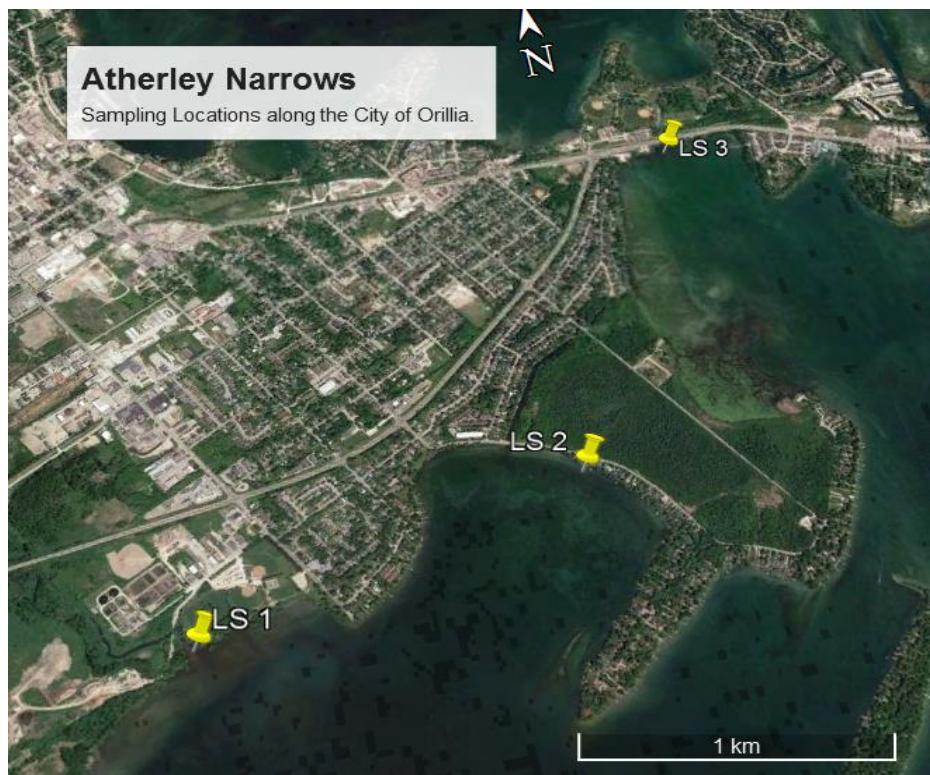 N
Atherley Narrows
Sampling Locations along the City of Orillia.
LS 3
LS 2
LS 1
1 km